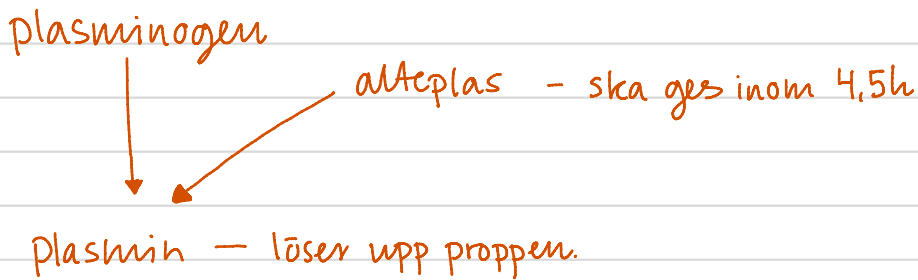 plasminogen
alteplas - ska ges inom 4,5h
plasmin — löser upp proppen.